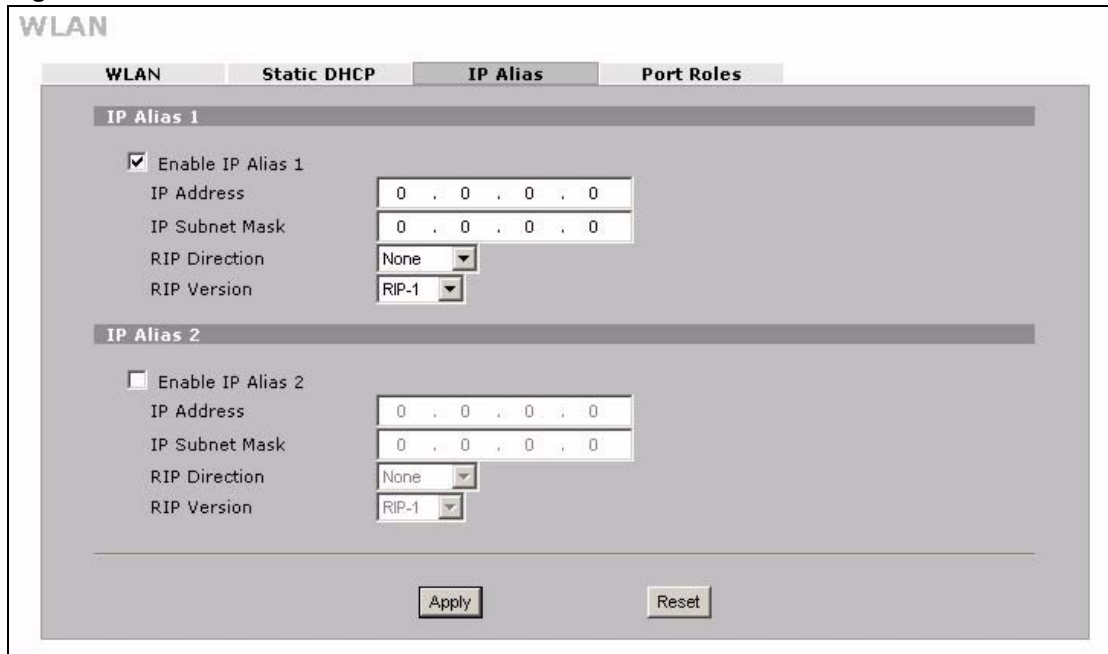 WLAN
WLAN Static DHCP IP Alias Port Roles
IP Alias 1
Enable IP Alias 1
IP Address 0 . 0 . 0 . 0
IP Subnet Mask 0 . 0 . 0 . 0
RIP Direction None
RIP Version RIP-1
IP Alias 2
Enable IP Alias 2
IP Address 0 . 0 . 0 . 0
IP Subnet Mask 0 . 0 . 0 . 0
RIP Direction None
RIP Version RIP-1
Apply Reset